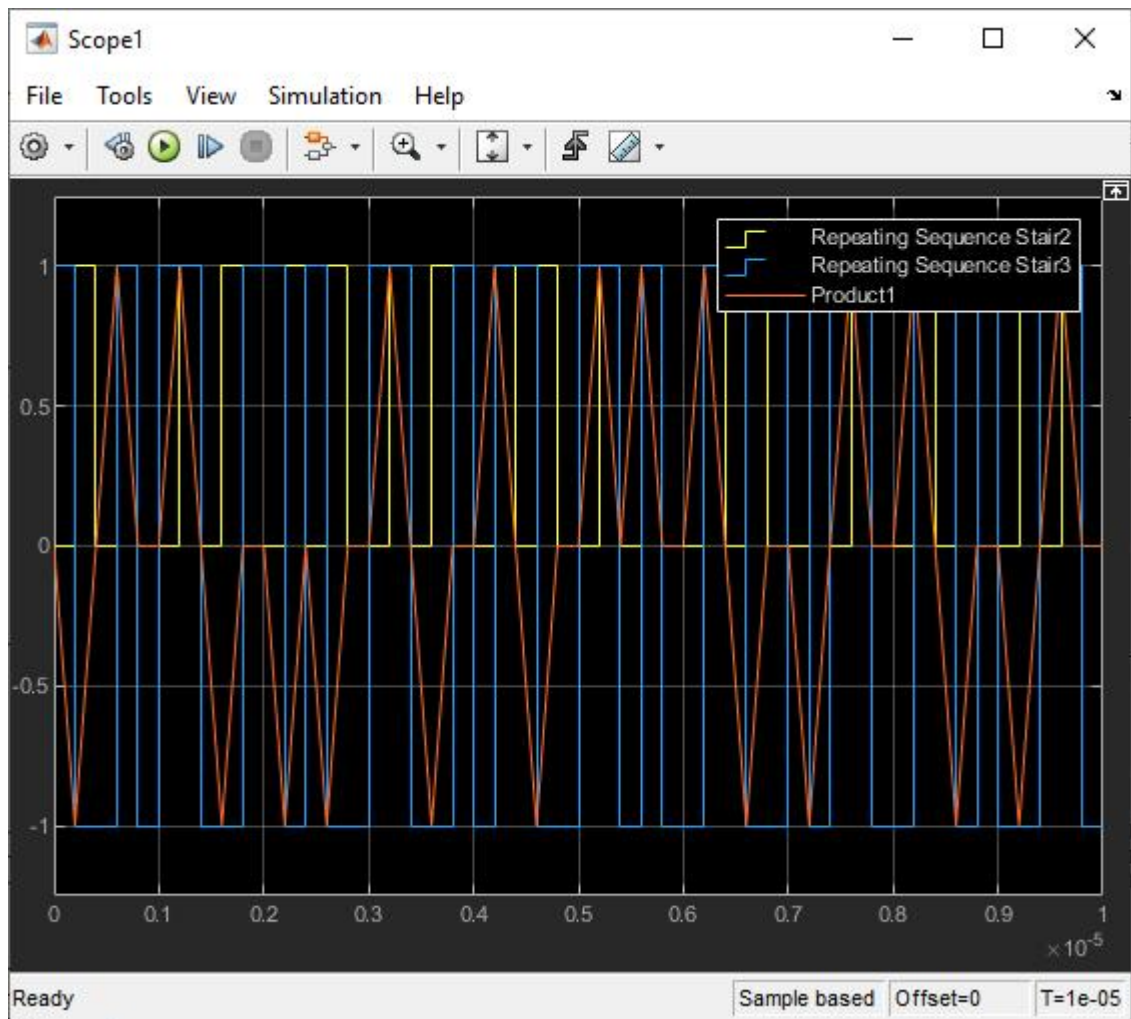 Scope1
File Tools View Simulation Help
Repeating Sequence Stair2
Repeating Sequence Stair3
Product1
1
0.5
0
-0.5
-1
0 0.1 0.2 0.3 0.4 0.5 0.6 0.7 0.8 0.9 1
×10-5
Ready Sample based Offset=0 T=1e-05